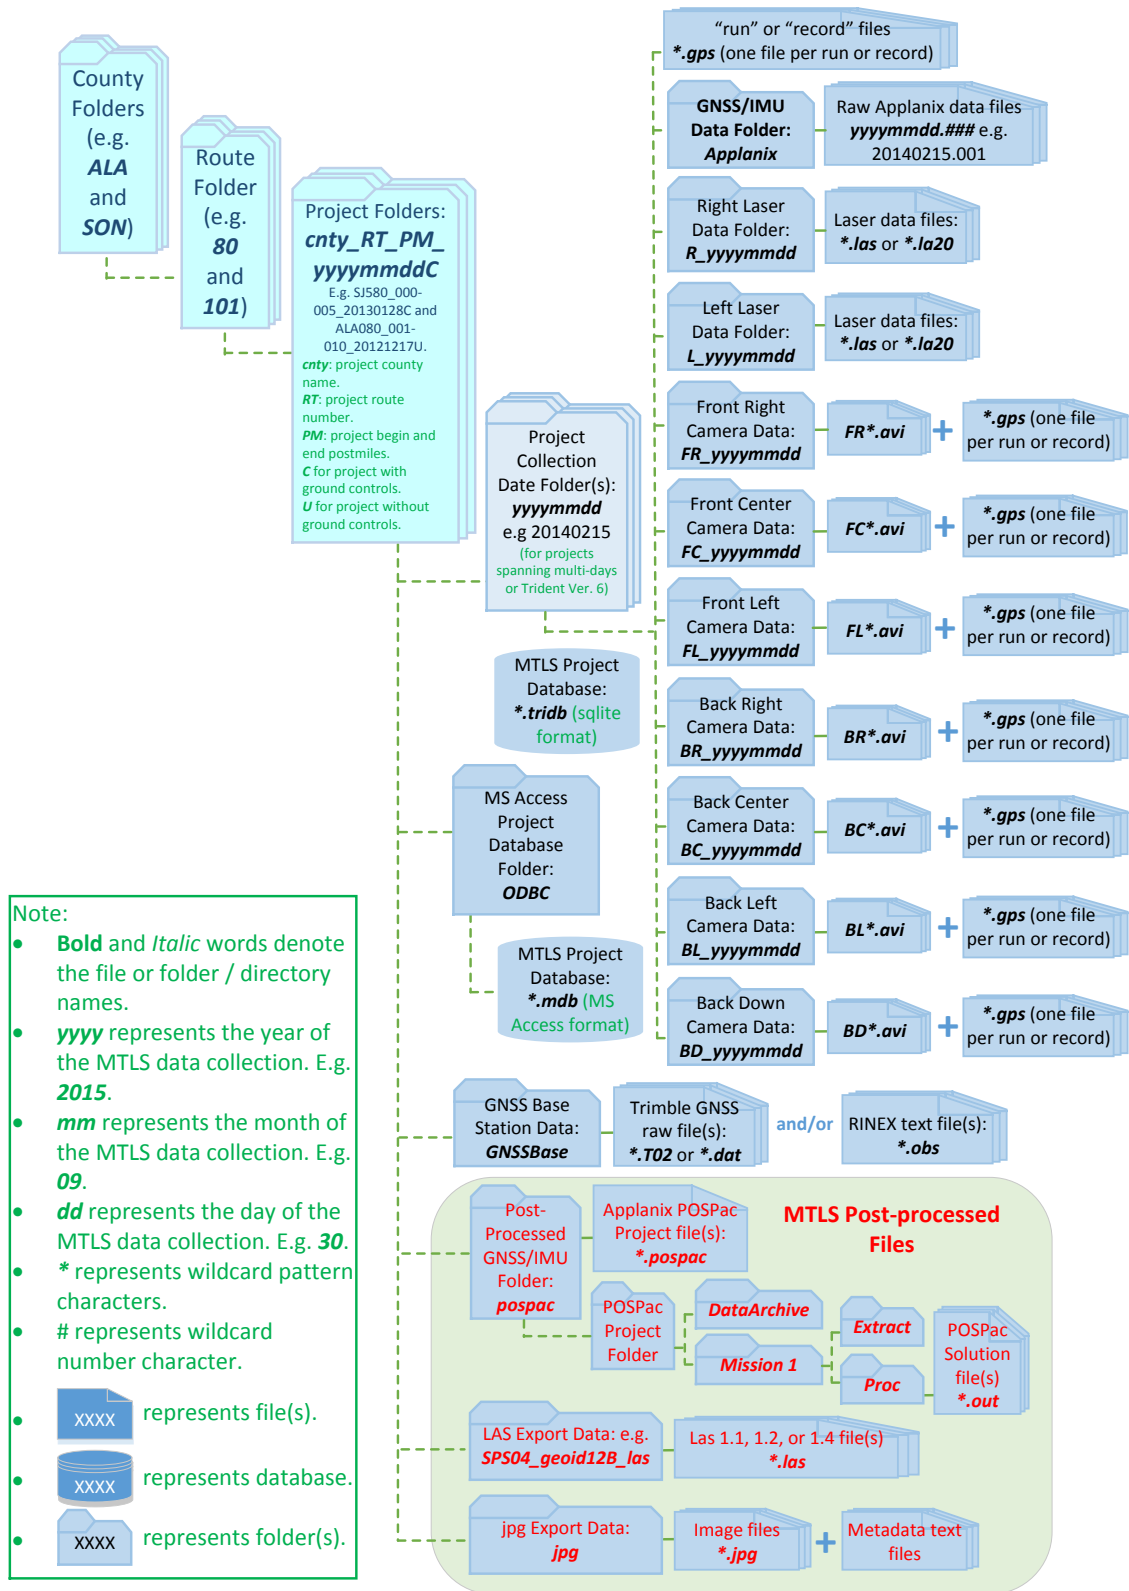 County
Folders
(e.g.
ALA
and
SON)
Route
Folder
(e.g.
80
and
101)
Project Folders:
cnty_RT_PM_
yyyymmddC
E.g. SJ580_000-
005_20130128C and
ALA080_001-
010_20121217U.
cnty: project county
name.
RT: project route
number.
PM: project begin and
end postmiles.
C for project with
ground controls.
U for project without
ground controls.
Project
Collection
Date Folder(s):
yyyymmdd
e.g 20140215
(for projects
spanning multi-days
or Trident Ver. 6)
“run” or “record” files
*.gps (one file per run or record)
GNSS/IMU
Data Folder:
Applanix
Raw Applanix data files
yyyymmdd.### e.g.
20140215.001
Right Laser
Data Folder:
R_yyyymmdd
Laser data files:
*.las or *.la20
Left Laser
Data Folder:
L_yyyymmdd
Laser data files:
*.las or *.la20
Front Right
Camera Data:
FR_yyyymmdd
FR*.avi
+
*.gps (one file
per run or record)
Front Center
Camera Data:
FC_yyyymmdd
FC*.avi
+
*.gps (one file
per run or record)
Front Left
Camera Data:
FL_yyyymmdd
FL*.avi
+
*.gps (one file
per run or record)
Back Right
Camera Data:
BR_yyyymmdd
BR*.avi
+
*.gps (one file
per run or record)
Back Center
Camera Data:
BC_yyyymmdd
BC*.avi
+
*.gps (one file
per run or record)
Back Left
Camera Data:
BL_yyyymmdd
BL*.avi
+
*.gps (one file
per run or record)
Back Down
Camera Data:
BD_yyyymmdd
BD*.avi
+
*.gps (one file
per run or record)
MTLS Project
Database:
*.tridb (sqlite
format)
MS Access
Project
Database
Folder:
ODBC
MTLS Project
Database:
*.mdb (MS
Access format)
GNSS Base
Station Data:
GNSSBase
Trimble GNSS
raw file(s):
*.T02 or *.dat
and/or
RINEX text file(s):
*.obs
MTLS Post-processed
Files
Post-
Processed
GNSS/IMU
Folder:
pospac
Applanix POSPac
Project file(s):
*.pospac
POSPac
Project
Folder
DataArchive
Mission 1
Extract
Proc
POSPac
Solution
file(s)
*.out
LAS Export Data: e.g.
SPS04_geoid12B_las
Las 1.1, 1.2, or 1.4 file(s)
*.las
jpg Export Data:
jpg
Image files
*.jpg
+
Metadata text
files
Note:
• Bold and Italic words denote
the file or folder / directory
names.
• yyyy represents the year of
the MTLS data collection. E.g.
2015.
• mm represents the month of
the MTLS data collection. E.g.
09.
• dd represents the day of the
MTLS data collection. E.g. 30.
• * represents wildcard pattern
characters.
• # represents wildcard
number character.
• XXXX represents file(s).
• XXXX represents database.
• XXXX represents folder(s).